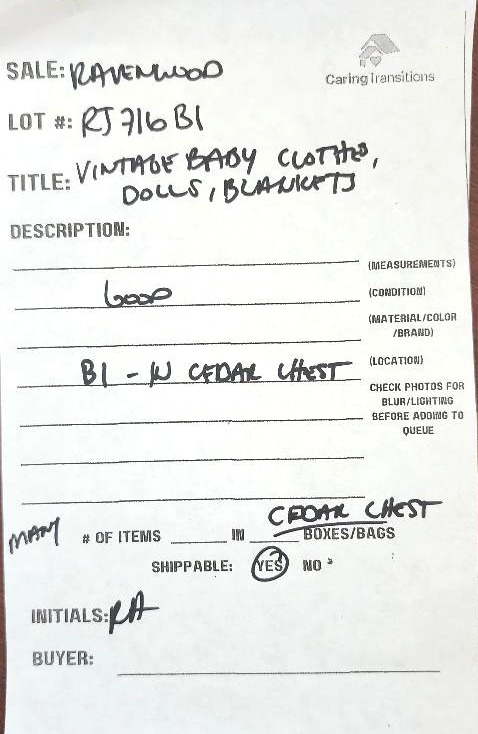 SALE: RAVENWOOD
CaringTransitions
LOT #: RJ716B1
TITLE: VINTAGE BABY CLOTHES,
DOLLS, BLANKETS
DESCRIPTION:
(MEASUREMENTS)
GOOD (CONDITION)
(MATERIAL/COLOR
/BRAND)
B1 - IN CEDAR CHEST (LOCATION)
CHECK PHOTOS FOR
BLUR/LIGHTING
BEFORE ADDING TO
QUEUE
CEDAR CHEST
MANY # OF ITEMS IN BOXES/BAGS
SHIPPABLE: YES NO
INITIALS: RA
BUYER: